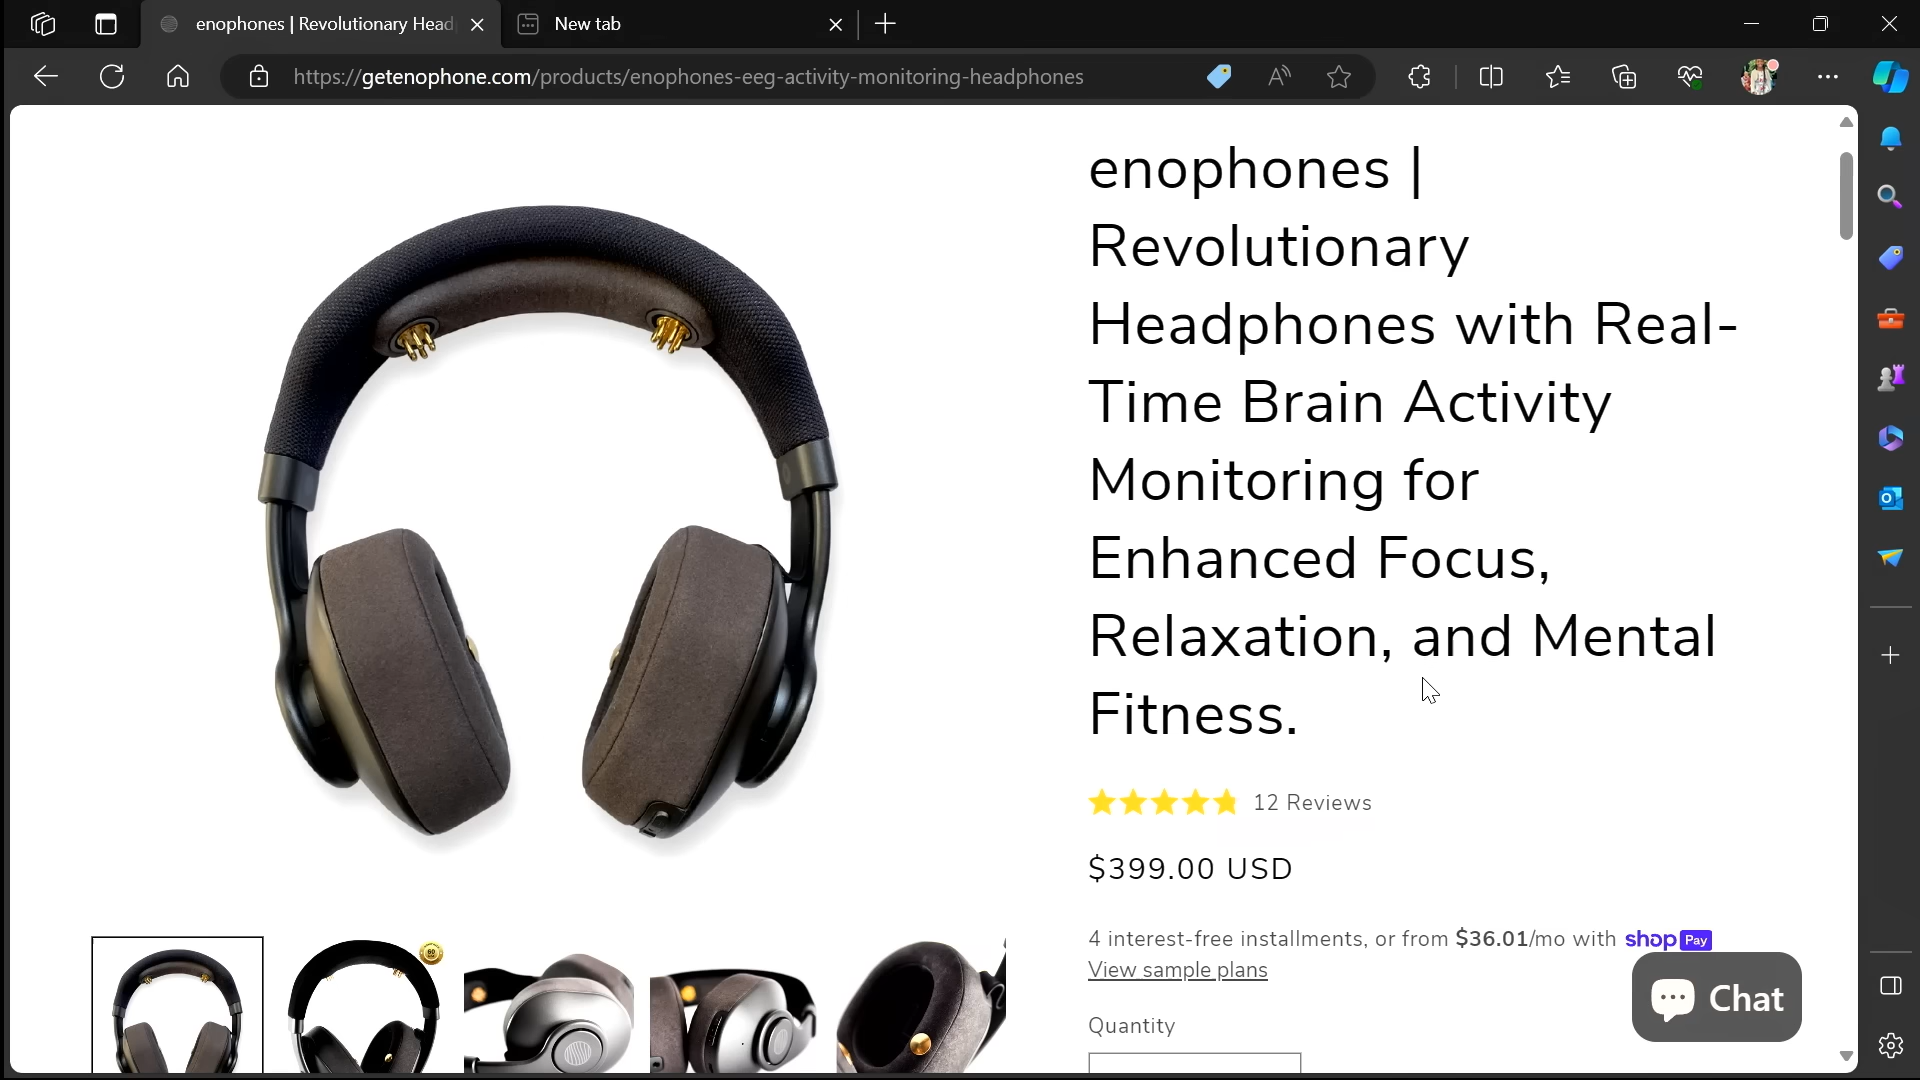 enophones | Revolutionary Head
New tab
https://getenophone.com/products/enophones-eeg-activity-monitoring-headphones
enophones |
Revolutionary
Headphones with Real-
Time Brain Activity
Monitoring for
Enhanced Focus,
Relaxation, and Mental
Fitness.
12 Reviews
$399.00 USD
4 interest-free installments, or from $36.01/mo with shop Pay
View sample plans
Chat
Quantity